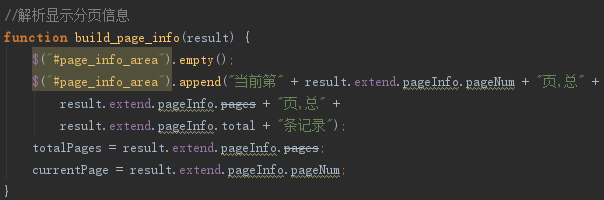 //解析显示分页信息
function build_page_info(result) {
    $("#page_info_area").empty();
    $("#page_info_area").append("当前第" + result.extend.pageInfo.pageNum + "页,总" +
        result.extend.pageInfo.pages + "页,总" +
        result.extend.pageInfo.total + "条记录");
    totalPages = result.extend.pageInfo.pages;
    currentPage = result.extend.pageInfo.pageNum;
}